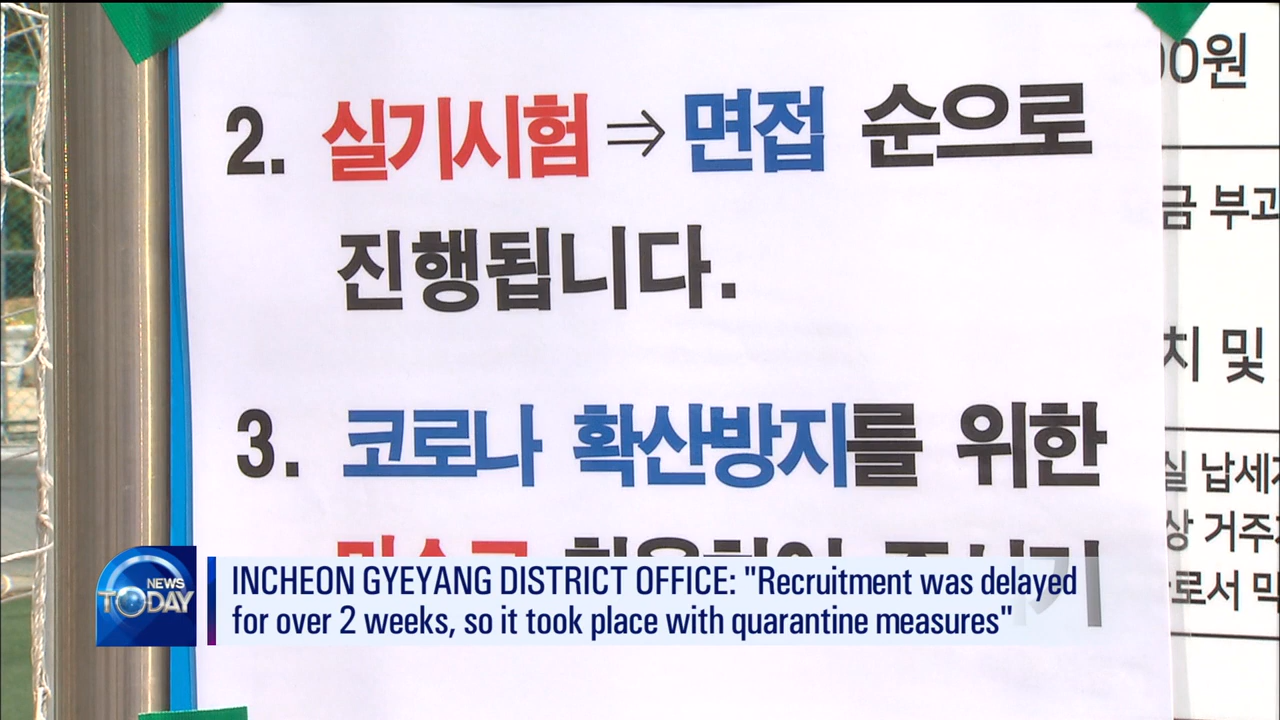 2. 실기시험 ⇒ 면접 순으로
진행됩니다.
3. 코로나 확산방지를 위한
00원
금 부과
치 및
실 납세자
상 거주
로서 막
NEWS
TODAY
INCHEON GYEYANG DISTRICT OFFICE: "Recruitment was delayed
for over 2 weeks, so it took place with quarantine measures"